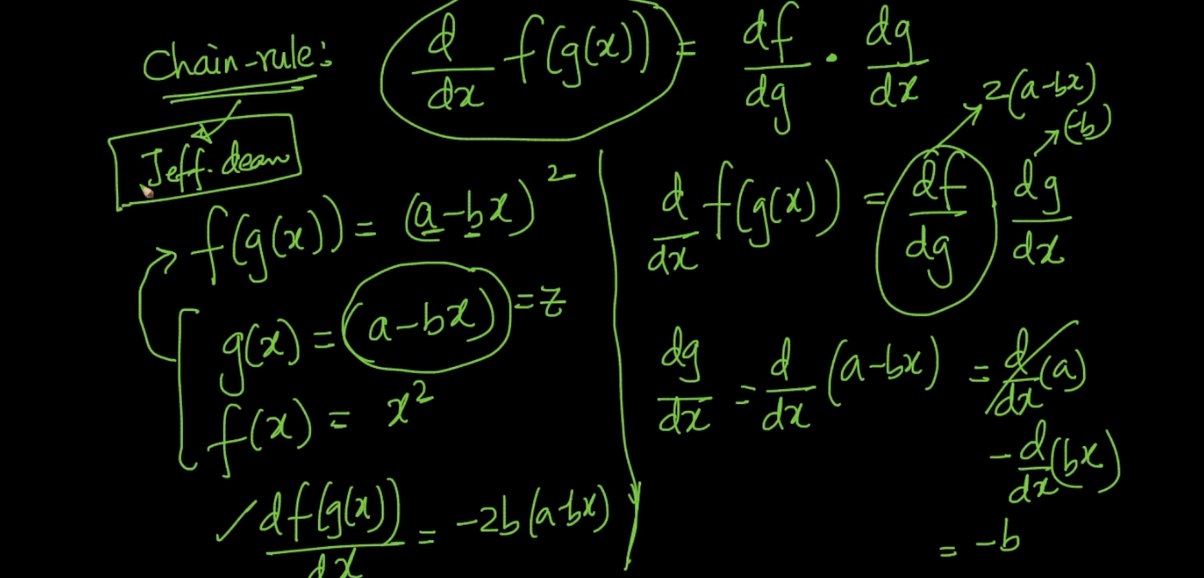 Chain-rule:
d/dx f(g(x)) = df/dg · dg/dx
Jeff. dean
f(g(x)) = (a-bx)²
g(x) = (a-bx) = z
f(x) = x²
df(g(x))/dx = -2b(a-bx)
2(a-bx)
(-b)
d/dx f(g(x)) = df/dg dg/dx
dg/dx = d/dx (a-bx) = d/dx (a)
- d/dx (bx)
= -b